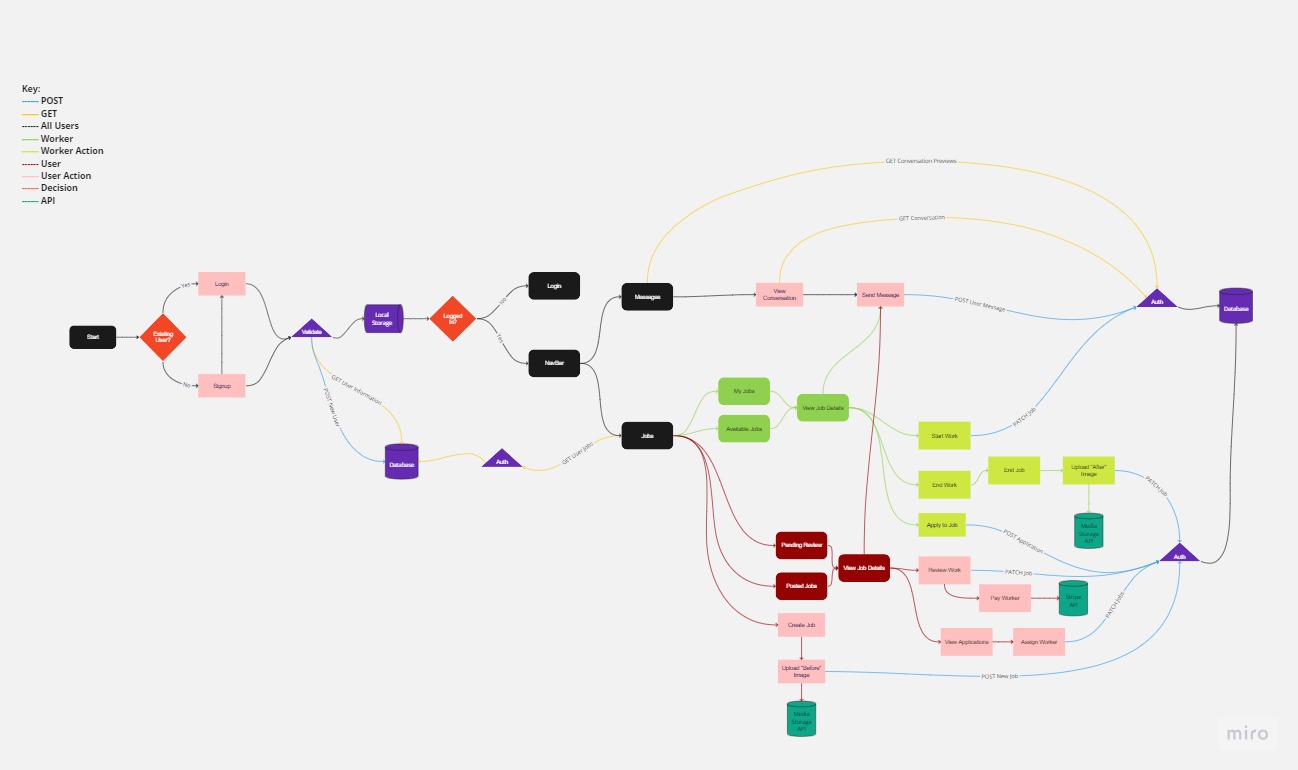 Key:
POST
GET
All Users
Worker
Worker Action
User
User Action
Decision
API
GET Conversation Previews
GET Conversation
Start
Existing
User?
Yes
No
Login
Signup
Validate
Local
Storage
Logged
In?
No
Yes
Login
NavBar
Messages
View
Conversation
Send Message
POST User Message
Auth
Database
GET User Information
POST New User
Database
Auth
GET User Jobs
Jobs
My Jobs
Available Jobs
View Job Details
Start Work
PATCH Job
End Work
End Job
Upload "After"
Image
PATCH Job
Media
Storage
API
Apply to Job
POST Application
Auth
Pending Review
Posted Jobs
View Job Details
Review Work
PATCH Job
Pay Worker
Stripe
API
View Applications
Assign Worker
PATCH Jobs
Create Job
Upload "Before"
Image
POST New Job
Media
Storage
API
miro